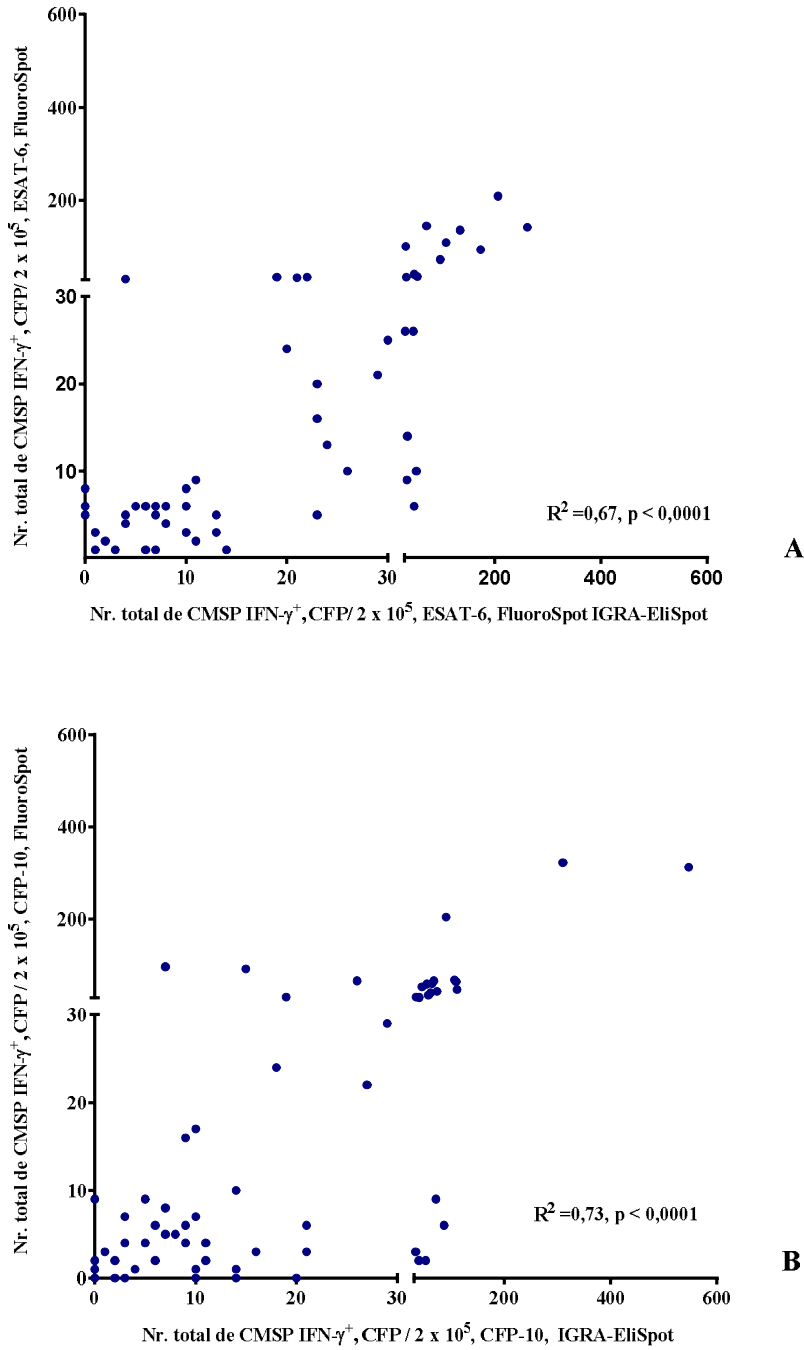 600
400
200
30
20
10
Nr. total de CMSP IFN-γ+, CFP/ 2 x 10^5, ESAT-6, FluoroSpot
R^2 =0,67, p < 0,0001
A
0 10 20 30 200 400 600
Nr. total de CMSP IFN-γ+, CFP/ 2 x 10^5, ESAT-6, FluoroSpot IGRA-EliSpot
600
400
200
30
20
10
0
Nr. total de CMSP IFN-γ+, CFP / 2 x 10^5, CFP-10, FluoroSpot
R^2 =0,73, p < 0,0001
B
0 10 20 30 200 400 600
Nr. total de CMSP IFN-γ+, CFP / 2 x 10^5, CFP-10, IGRA-EliSpot